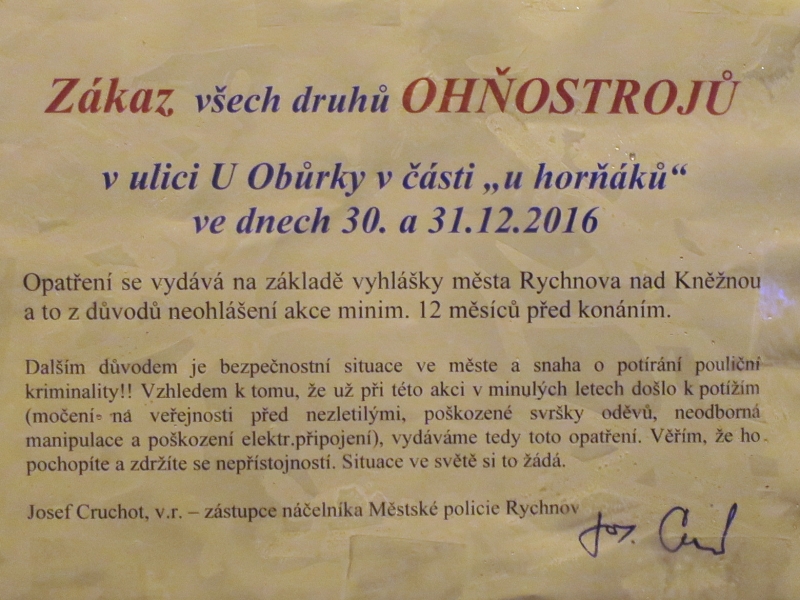 Zákaz všech druhů OHŇOSTROJŮ
v ulici U Obůrky v části „u horňáků“
ve dnech 30. a 31.12.2016
Opatření se vydává na základě vyhlášky města Rychnova nad Kněžnou
a to z důvodů neohlášení akce minim. 12 měsíců před konáním.
Dalším důvodem je bezpečnostní situace ve měste a snaha o potírání pouliční
kriminality!! Vzhledem k tomu, že už při této akci v minulých letech došlo k potížím
(močení na veřejnosti před nezletilými, poškozené svršky oděvů, neodborná
manipulace a poškození elektr.připojení), vydáváme tedy toto opatření. Věřím, že ho
pochopíte a zdržíte se nepřístojností. Situace ve světě si to žádá.
Josef Cruchot, v.r. – zástupce náčelníka Městské policie Rychnov